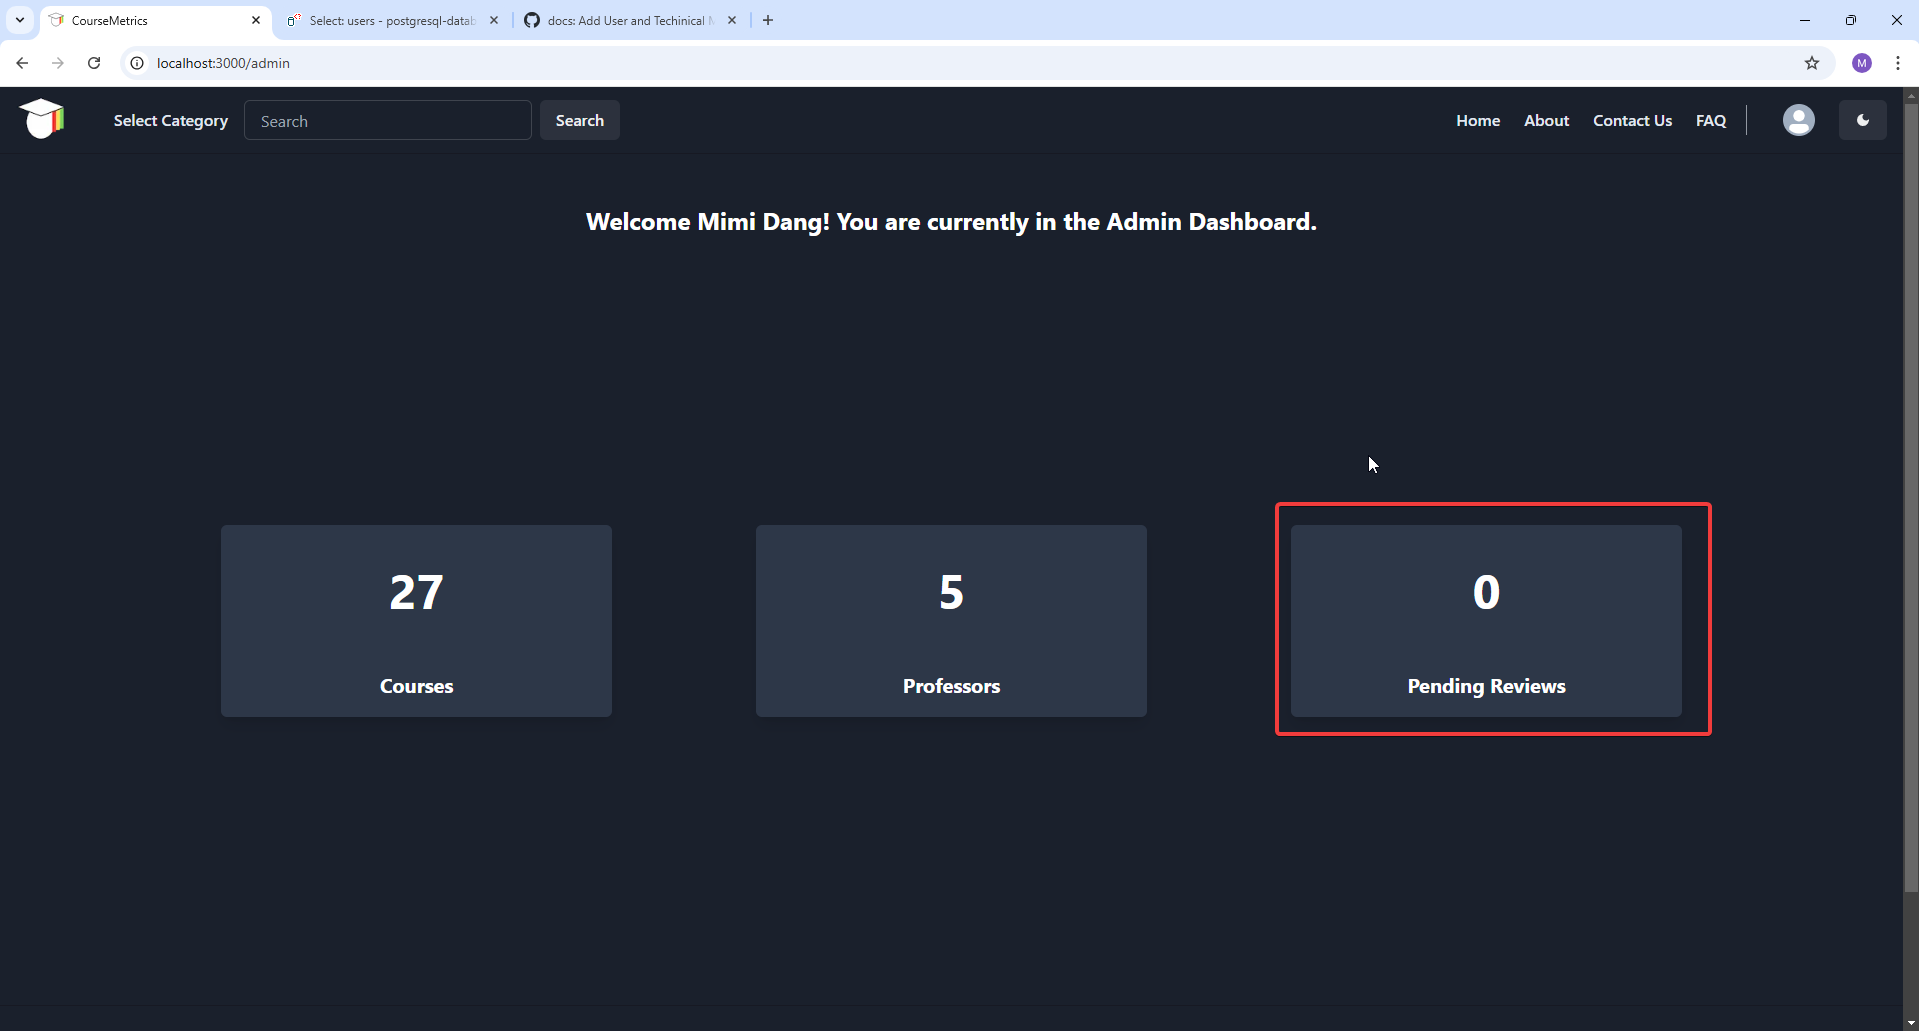 CourseMetrics
Select: users - postgresql-datab
docs: Add User and Techinical
localhost:3000/admin
M
Select Category
Search
Search
Home
About
Contact Us
FAQ
Welcome Mimi Dang! You are currently in the Admin Dashboard.
27
Courses
5
Professors
0
Pending Reviews